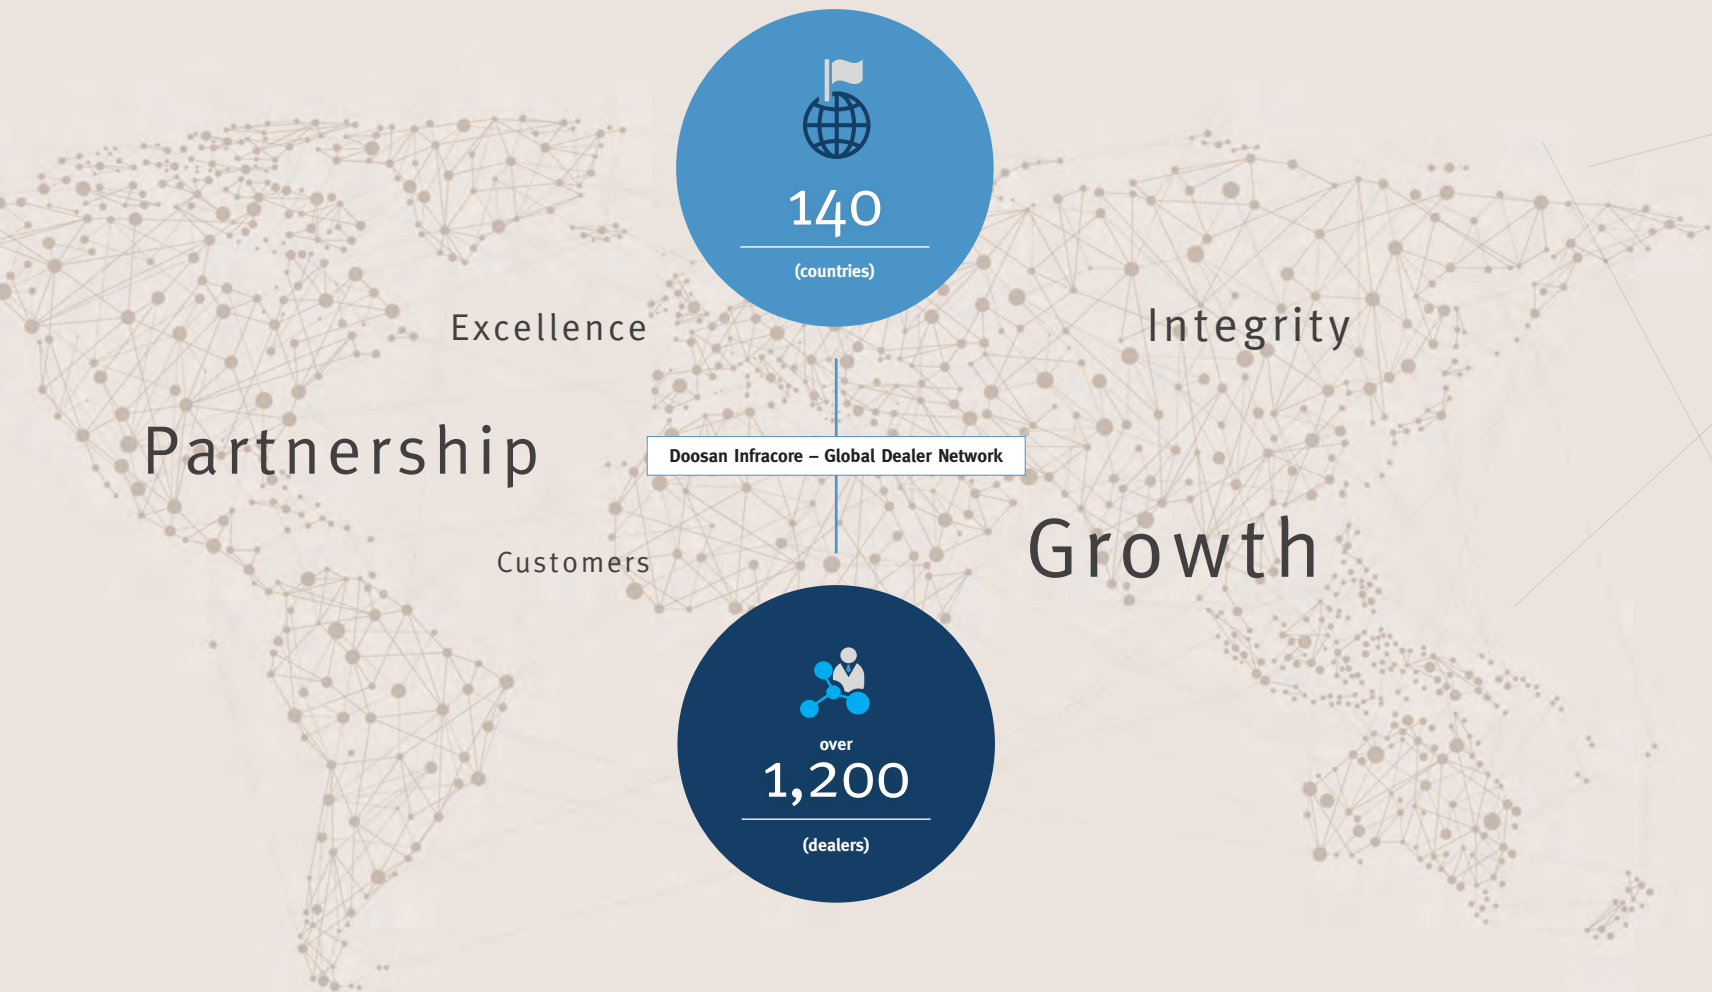 140
(countries)
Excellence
Integrity
Partnership
Doosan Infracore – Global Dealer Network
Growth
Customers
over
1,200
(dealers)